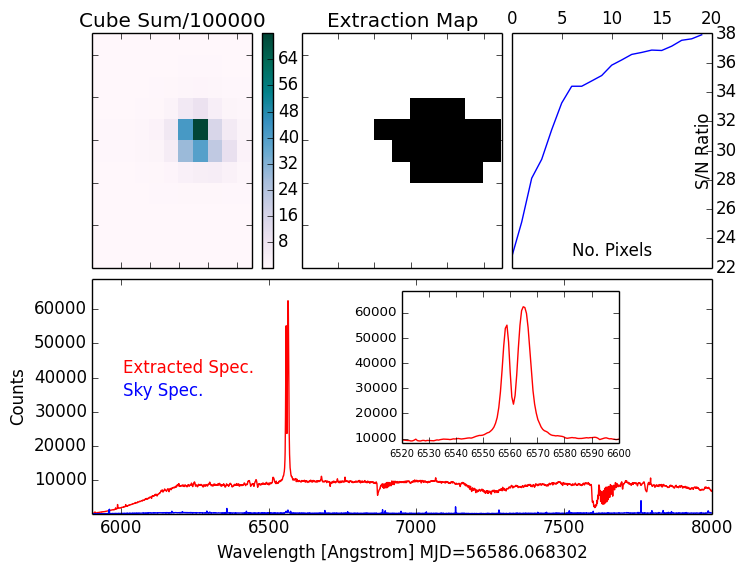 Cube Sum/100000
Extraction Map
0 5 10 15 20
64
56
48
40
32
24
16
8
38
36
34
32
30
28
26
24
22
S/N Ratio
No. Pixels
60000
50000
40000
30000
20000
10000
Counts
Extracted Spec.
Sky Spec.
60000
50000
40000
30000
20000
10000
6520 6530 6540 6550 6560 6570 6580 6590 6600
6000 6500 7000 7500 8000
Wavelength [Angstrom] MJD=56586.068302